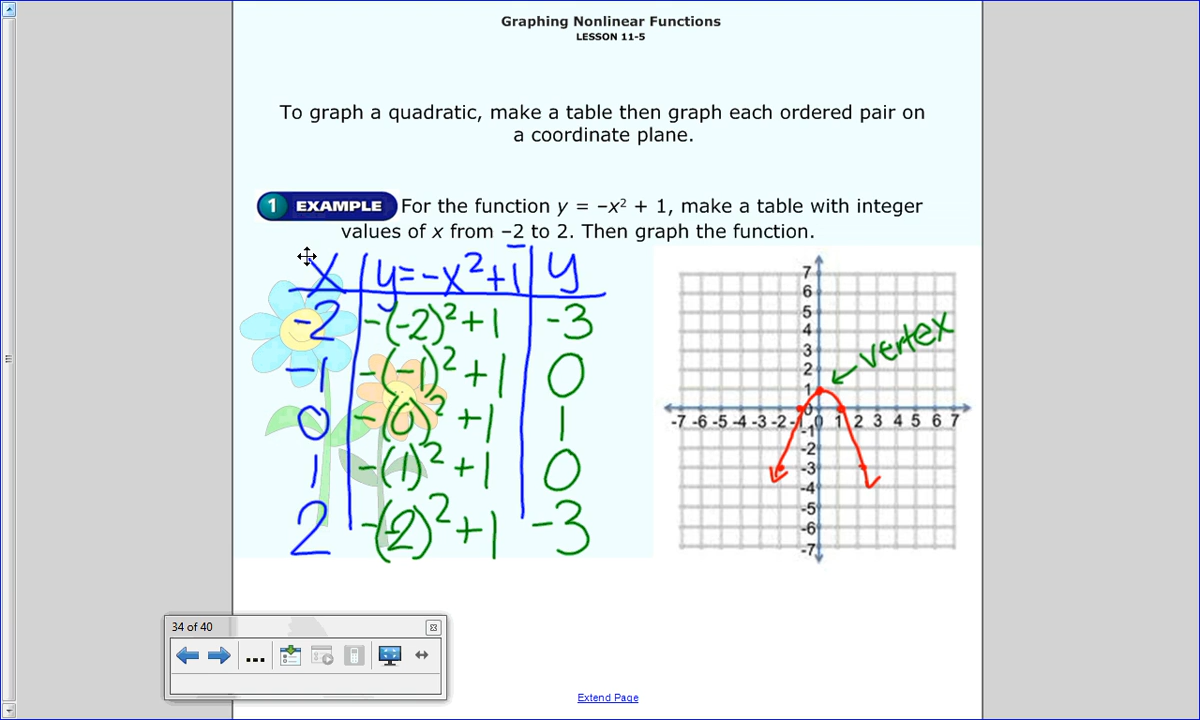 Graphing Nonlinear Functions
LESSON 11-5
To graph a quadratic, make a table then graph each ordered pair on
a coordinate plane.
1 EXAMPLE For the function y = –x² + 1, make a table with integer
values of x from –2 to 2. Then graph the function.
x y=-x²+1 y
-2 -(-2)²+1 -3
-1 -(-1)²+1 0
0 -(0)²+1 1
1 -(1)²+1 0
2 -(2)²+1 -3
7
6
5
4
3
2
1
0
-7 -6 -5 -4 -3 -2 -1 0 1 2 3 4 5 6 7
-1
-2
-3
-4
-5
-6
-7
vertex
34 of 40
...
Extend Page